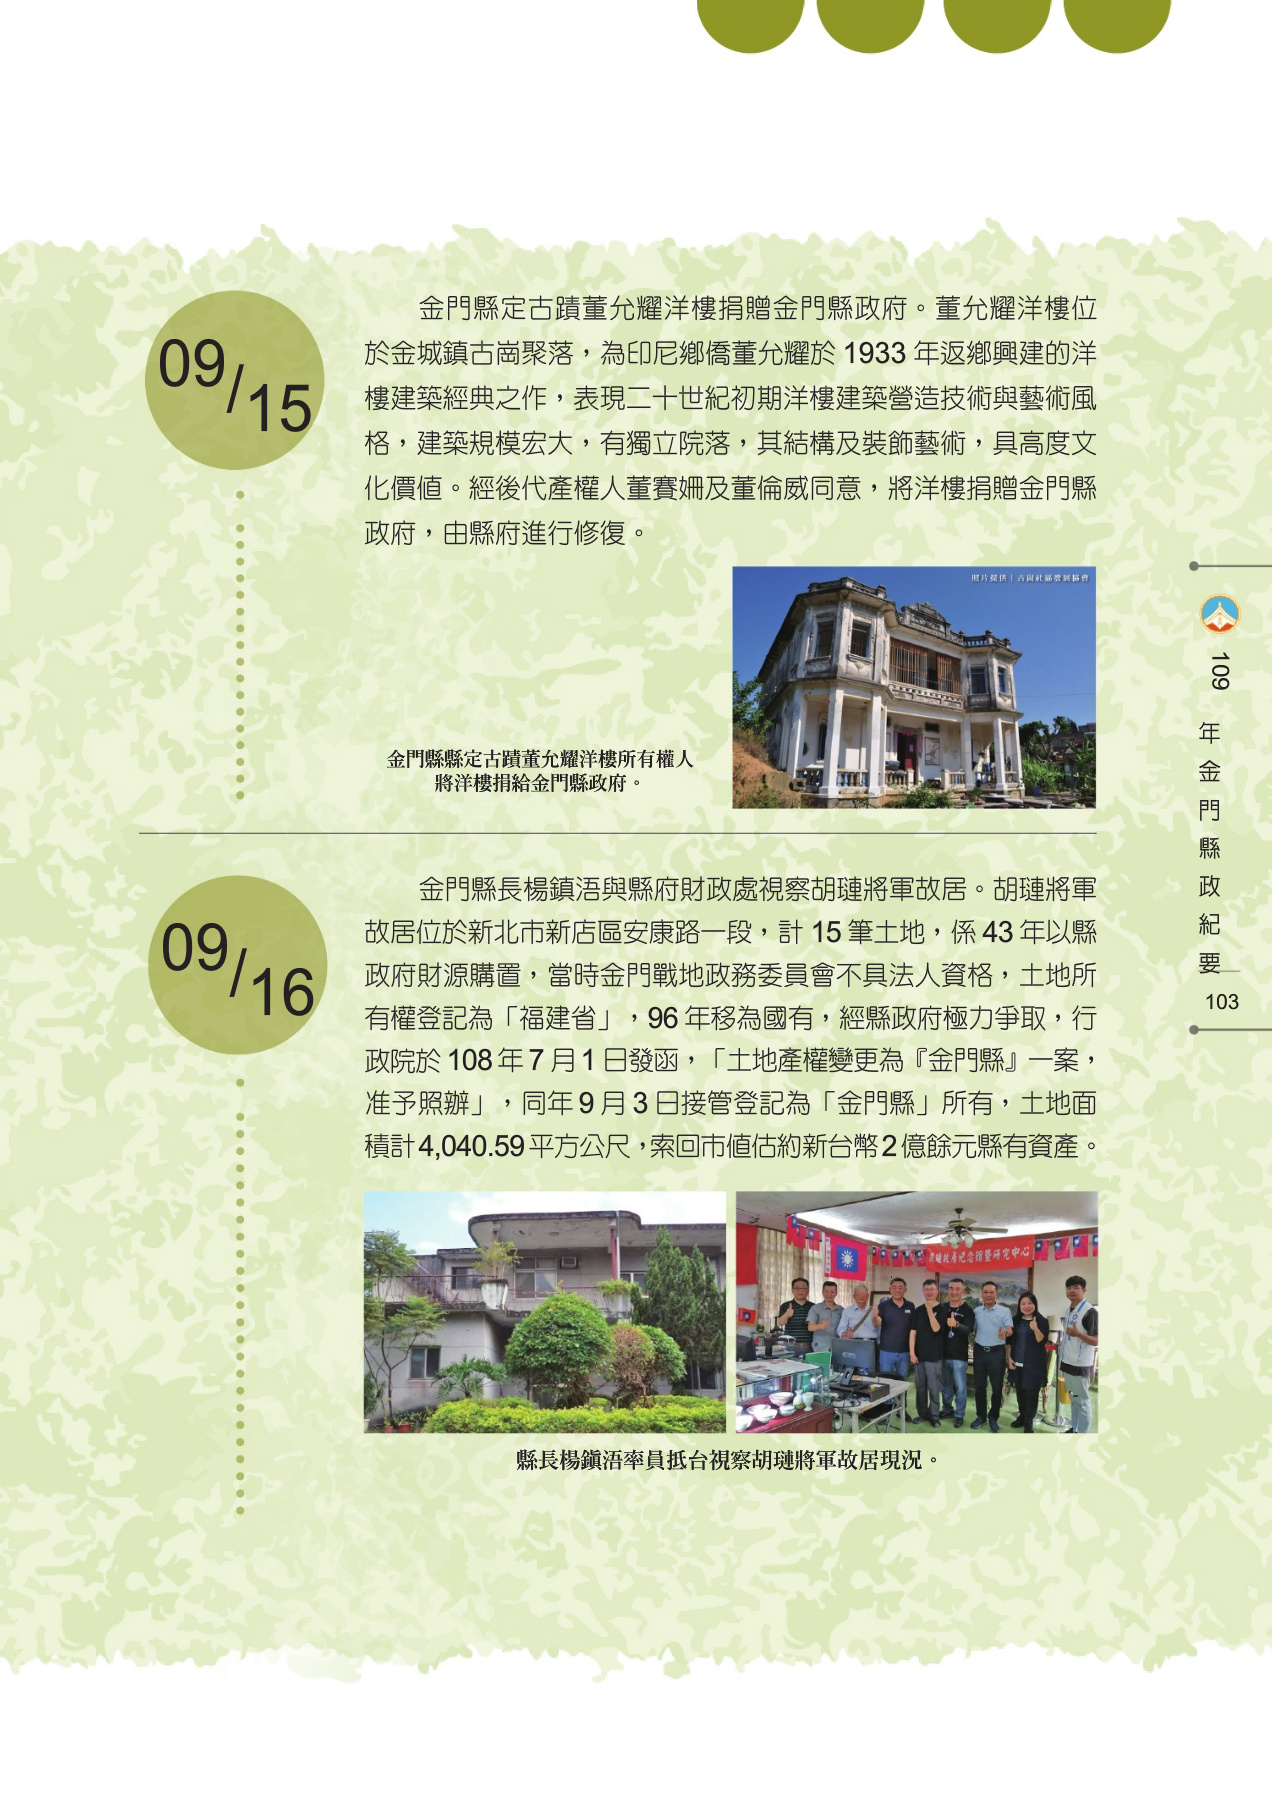 09/15
金門縣定古蹟董允耀洋樓捐贈金門縣政府。董允耀洋樓位
於金城鎮古崗聚落，為印尼鄉僑董允耀於 1933 年返鄉興建的洋
樓建築經典之作，表現二十世紀初期洋樓建築營造技術與藝術風
格，建築規模宏大，有獨立院落，其結構及裝飾藝術，具高度文
化價值。經後代產權人董賽姍及董倫威同意，將洋樓捐贈金門縣
政府，由縣府進行修復。
照片提供｜古崗社區發展協會
金門縣縣定古蹟董允耀洋樓所有權人
將洋樓捐給金門縣政府。
09/16
金門縣長楊鎮浯與縣府財政處視察胡璉將軍故居。胡璉將軍
故居位於新北市新店區安康路一段，計 15 筆土地，係 43 年以縣
政府財源購置，當時金門戰地政務委員會不具法人資格，土地所
有權登記為「福建省」，96 年移為國有，經縣政府極力爭取，行
政院於 108 年 7 月 1 日發函，「土地產權變更為『金門縣』一案，
准予照辦」，同年 9 月 3 日接管登記為「金門縣」所有，土地面
積計 4,040.59 平方公尺，索回市值估約新台幣 2 億餘元縣有資產。
縣長楊鎮浯率員抵台視察胡璉將軍故居現況。
109 年金門縣政紀要
103